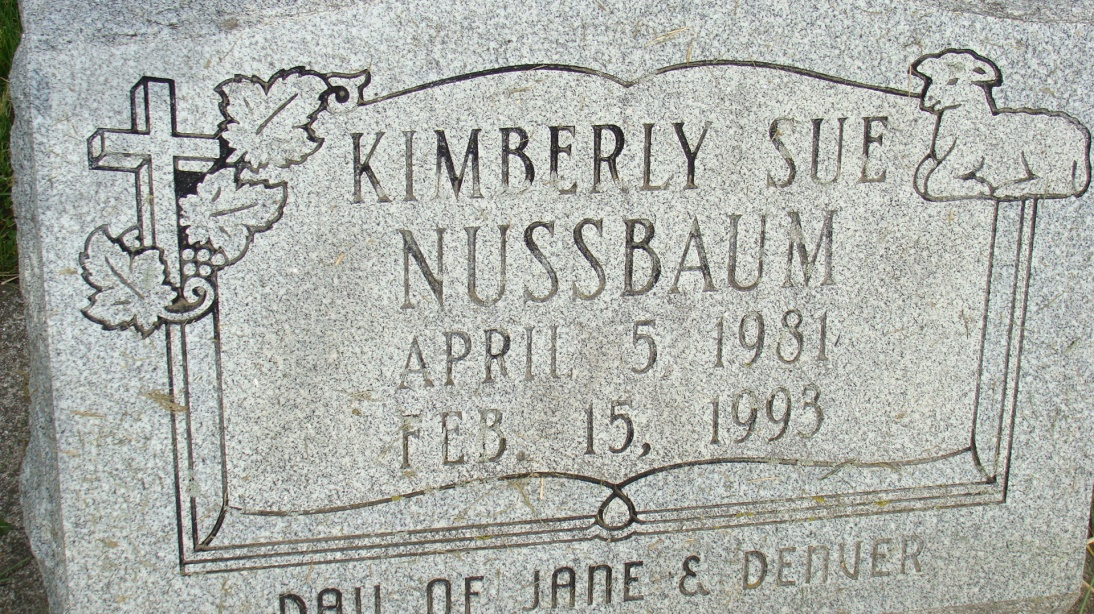 KIMBERLY SUE
NUSSBAUM
APRIL 5, 1981
FEB. 15, 1993
DAU OF JANE & DENVER